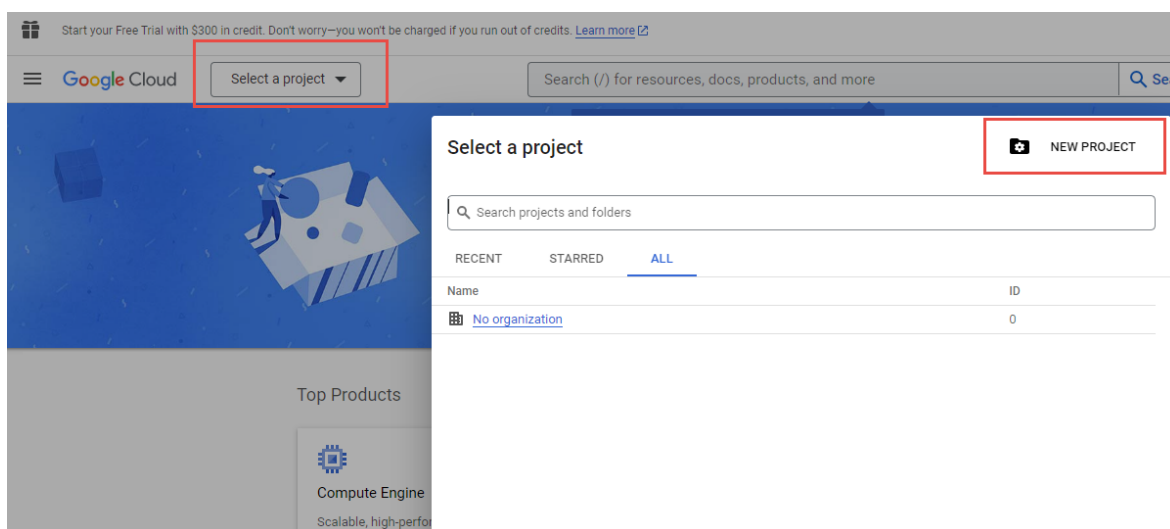 Start your Free Trial with $300 in credit. Don't worry—you won't be charged if you run out of credits. Learn more
Google Cloud
Select a project
Search (/) for resources, docs, products, and more
Select a project
NEW PROJECT
Search projects and folders
RECENT STARRED ALL
Name ID
No organization 0
Top Products
Compute Engine